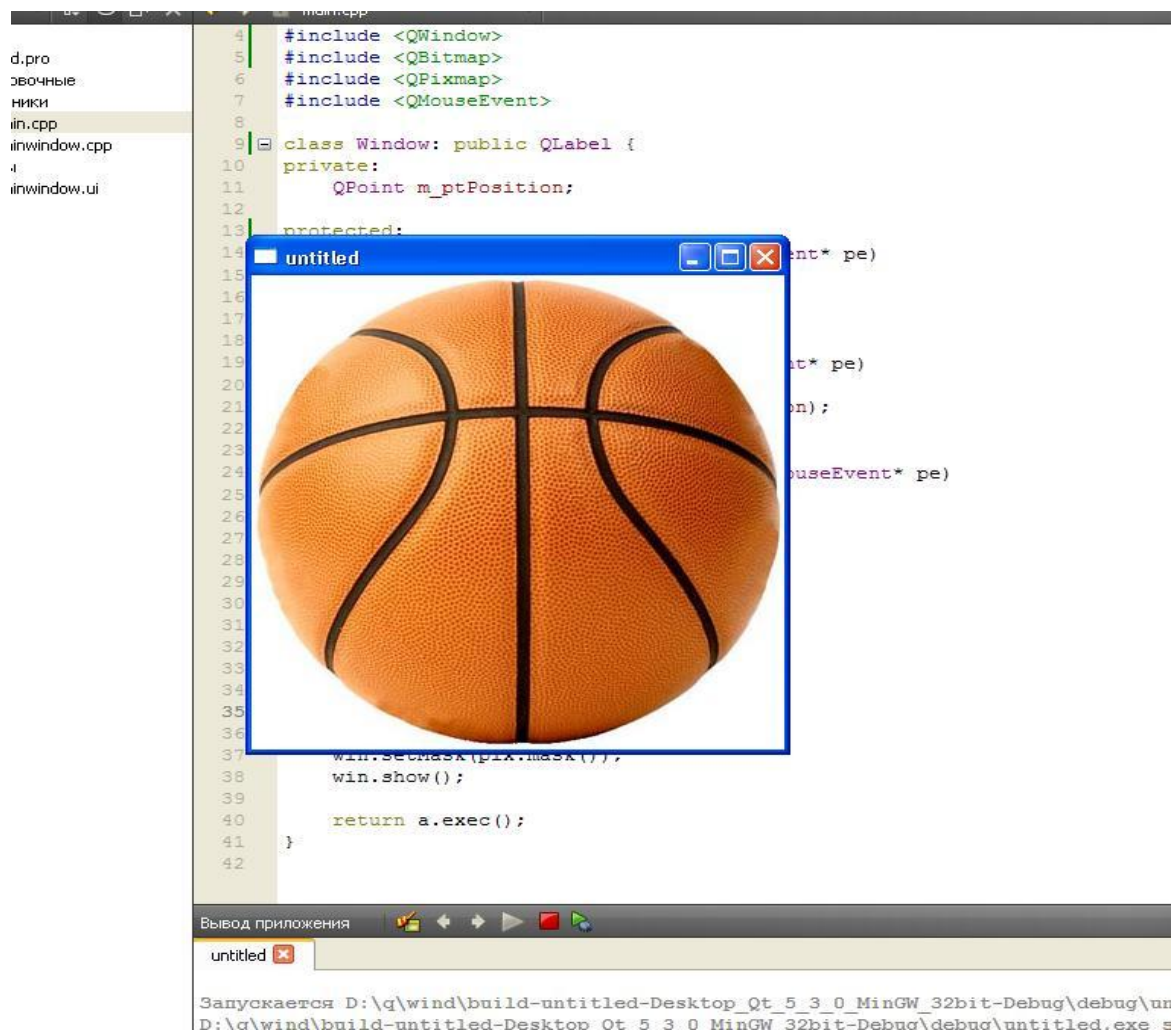 main.cpp
d.pro
овочные
ники
in.cpp
inwindow.cpp
ы
inwindow.ui
4 #include <QWindow>
5 #include <QBitmap>
6 #include <QPixmap>
7 #include <QMouseEvent>
8
9 class Window: public QLabel {
10 private:
11 QPoint m_ptPosition;
12
13 protected:
14 ent* pe)
untitled
15
16
17
18
19 nt* pe)
20
21 on);
22
23
24 ouseEvent* pe)
25
26
27
28
29
30
31
32
33
34
35
36
37 win.setMask(pix.mask());
38 win.show();
39
40 return a.exec();
41 }
42
Вывод приложения
untitled
Запускается D:\q\wind\build-untitled-Desktop_Qt_5_3_0_MinGW_32bit-Debug\debug\un
D:\q\wind\build-untitled-Desktop_Qt_5_3_0_MinGW_32bit-Debug\debug\untitled.exe